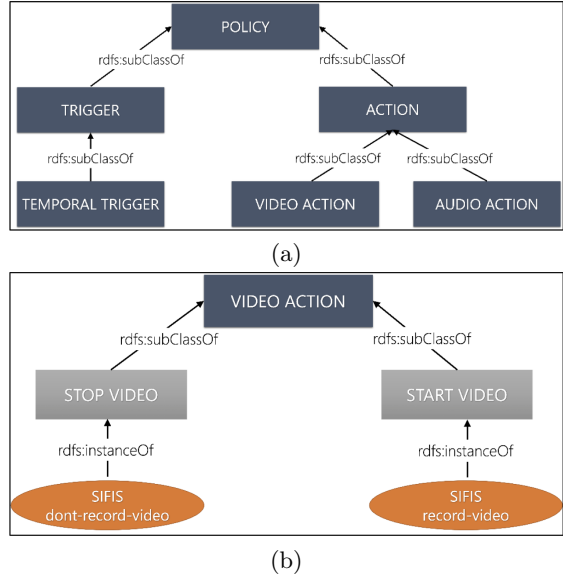 POLICY
rdfs:subClassOf
rdfs:subClassOf
TRIGGER
ACTION
rdfs:subClassOf
rdfs:subClassOf
rdfs:subClassOf
TEMPORAL TRIGGER
VIDEO ACTION
AUDIO ACTION
(a)
VIDEO ACTION
rdfs:subClassOf
rdfs:subClassOf
STOP VIDEO
START VIDEO
rdfs:instanceOf
rdfs:instanceOf
SIFIS
dont-record-video
SIFIS
record-video
(b)